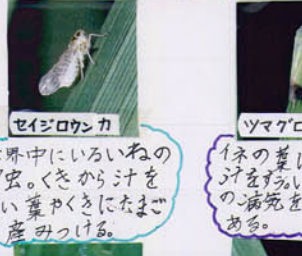 セイジロウンカ
界中にいるいねの
虫。くきから汁を
い葉やくきにたまご
産みつける。
ツマグロ
イネの葉
汁をすう。い
の病気を
ある。